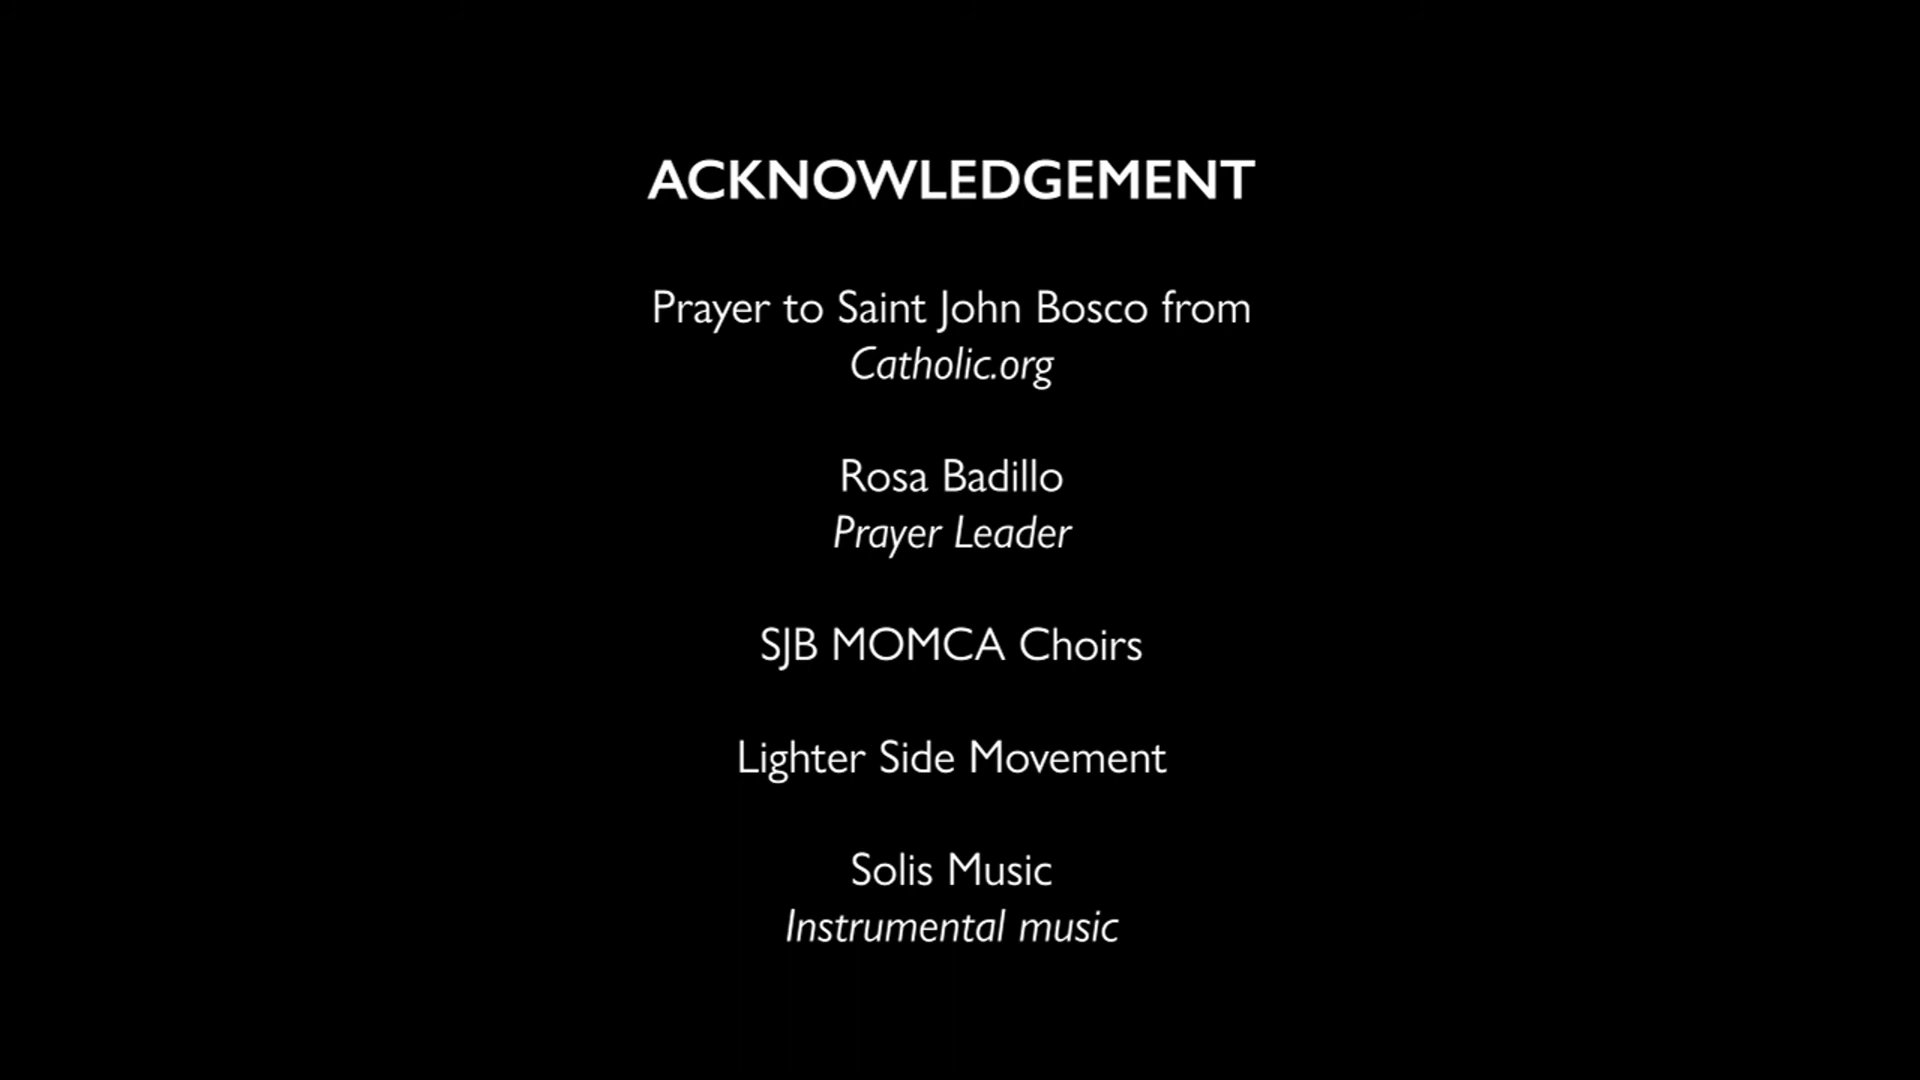 ACKNOWLEDGEMENT
Prayer to Saint John Bosco from
Catholic.org
Rosa Badillo
Prayer Leader
SJB MOMCA Choirs
Lighter Side Movement
Solis Music
Instrumental music